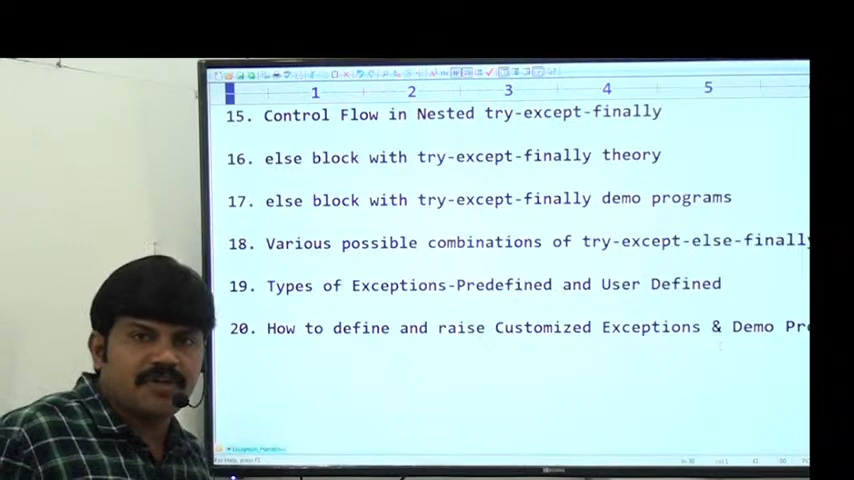 1 2 3 4 5
15. Control Flow in Nested try-except-finally
16. else block with try-except-finally theory
17. else block with try-except-finally demo programs
18. Various possible combinations of try-except-else-finally
19. Types of Exceptions-Predefined and User Defined
20. How to define and raise Customized Exceptions & Demo Pr